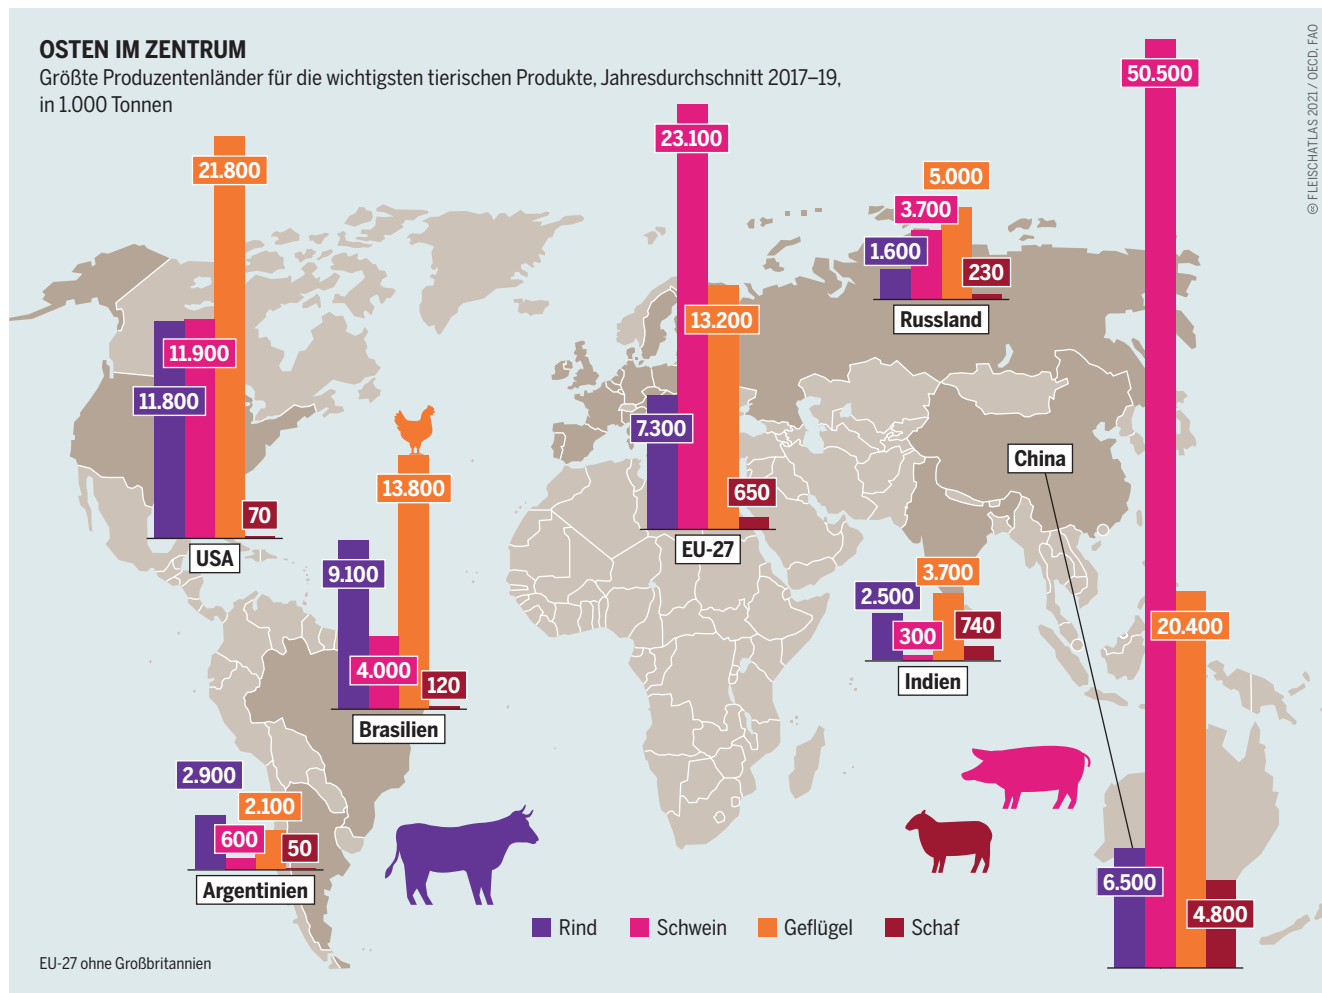 OSTEN IM ZENTRUM
Größte Produzentenländer für die wichtigsten tierischen Produkte, Jahresdurchschnitt 2017–19,
in 1.000 Tonnen
21.800
11.900
11.800
70
USA
13.800
9.100
4.000
120
Brasilien
2.900
2.100
600
50
Argentinien
23.100
13.200
7.300
650
EU-27
5.000
3.700
1.600
230
Russland
3.700
2.500
300
740
Indien
China
50.500
20.400
6.500
4.800
Rind
Schwein
Geflügel
Schaf
EU-27 ohne Großbritannien
FLEISCHATLAS 2021 / OECD, FAO